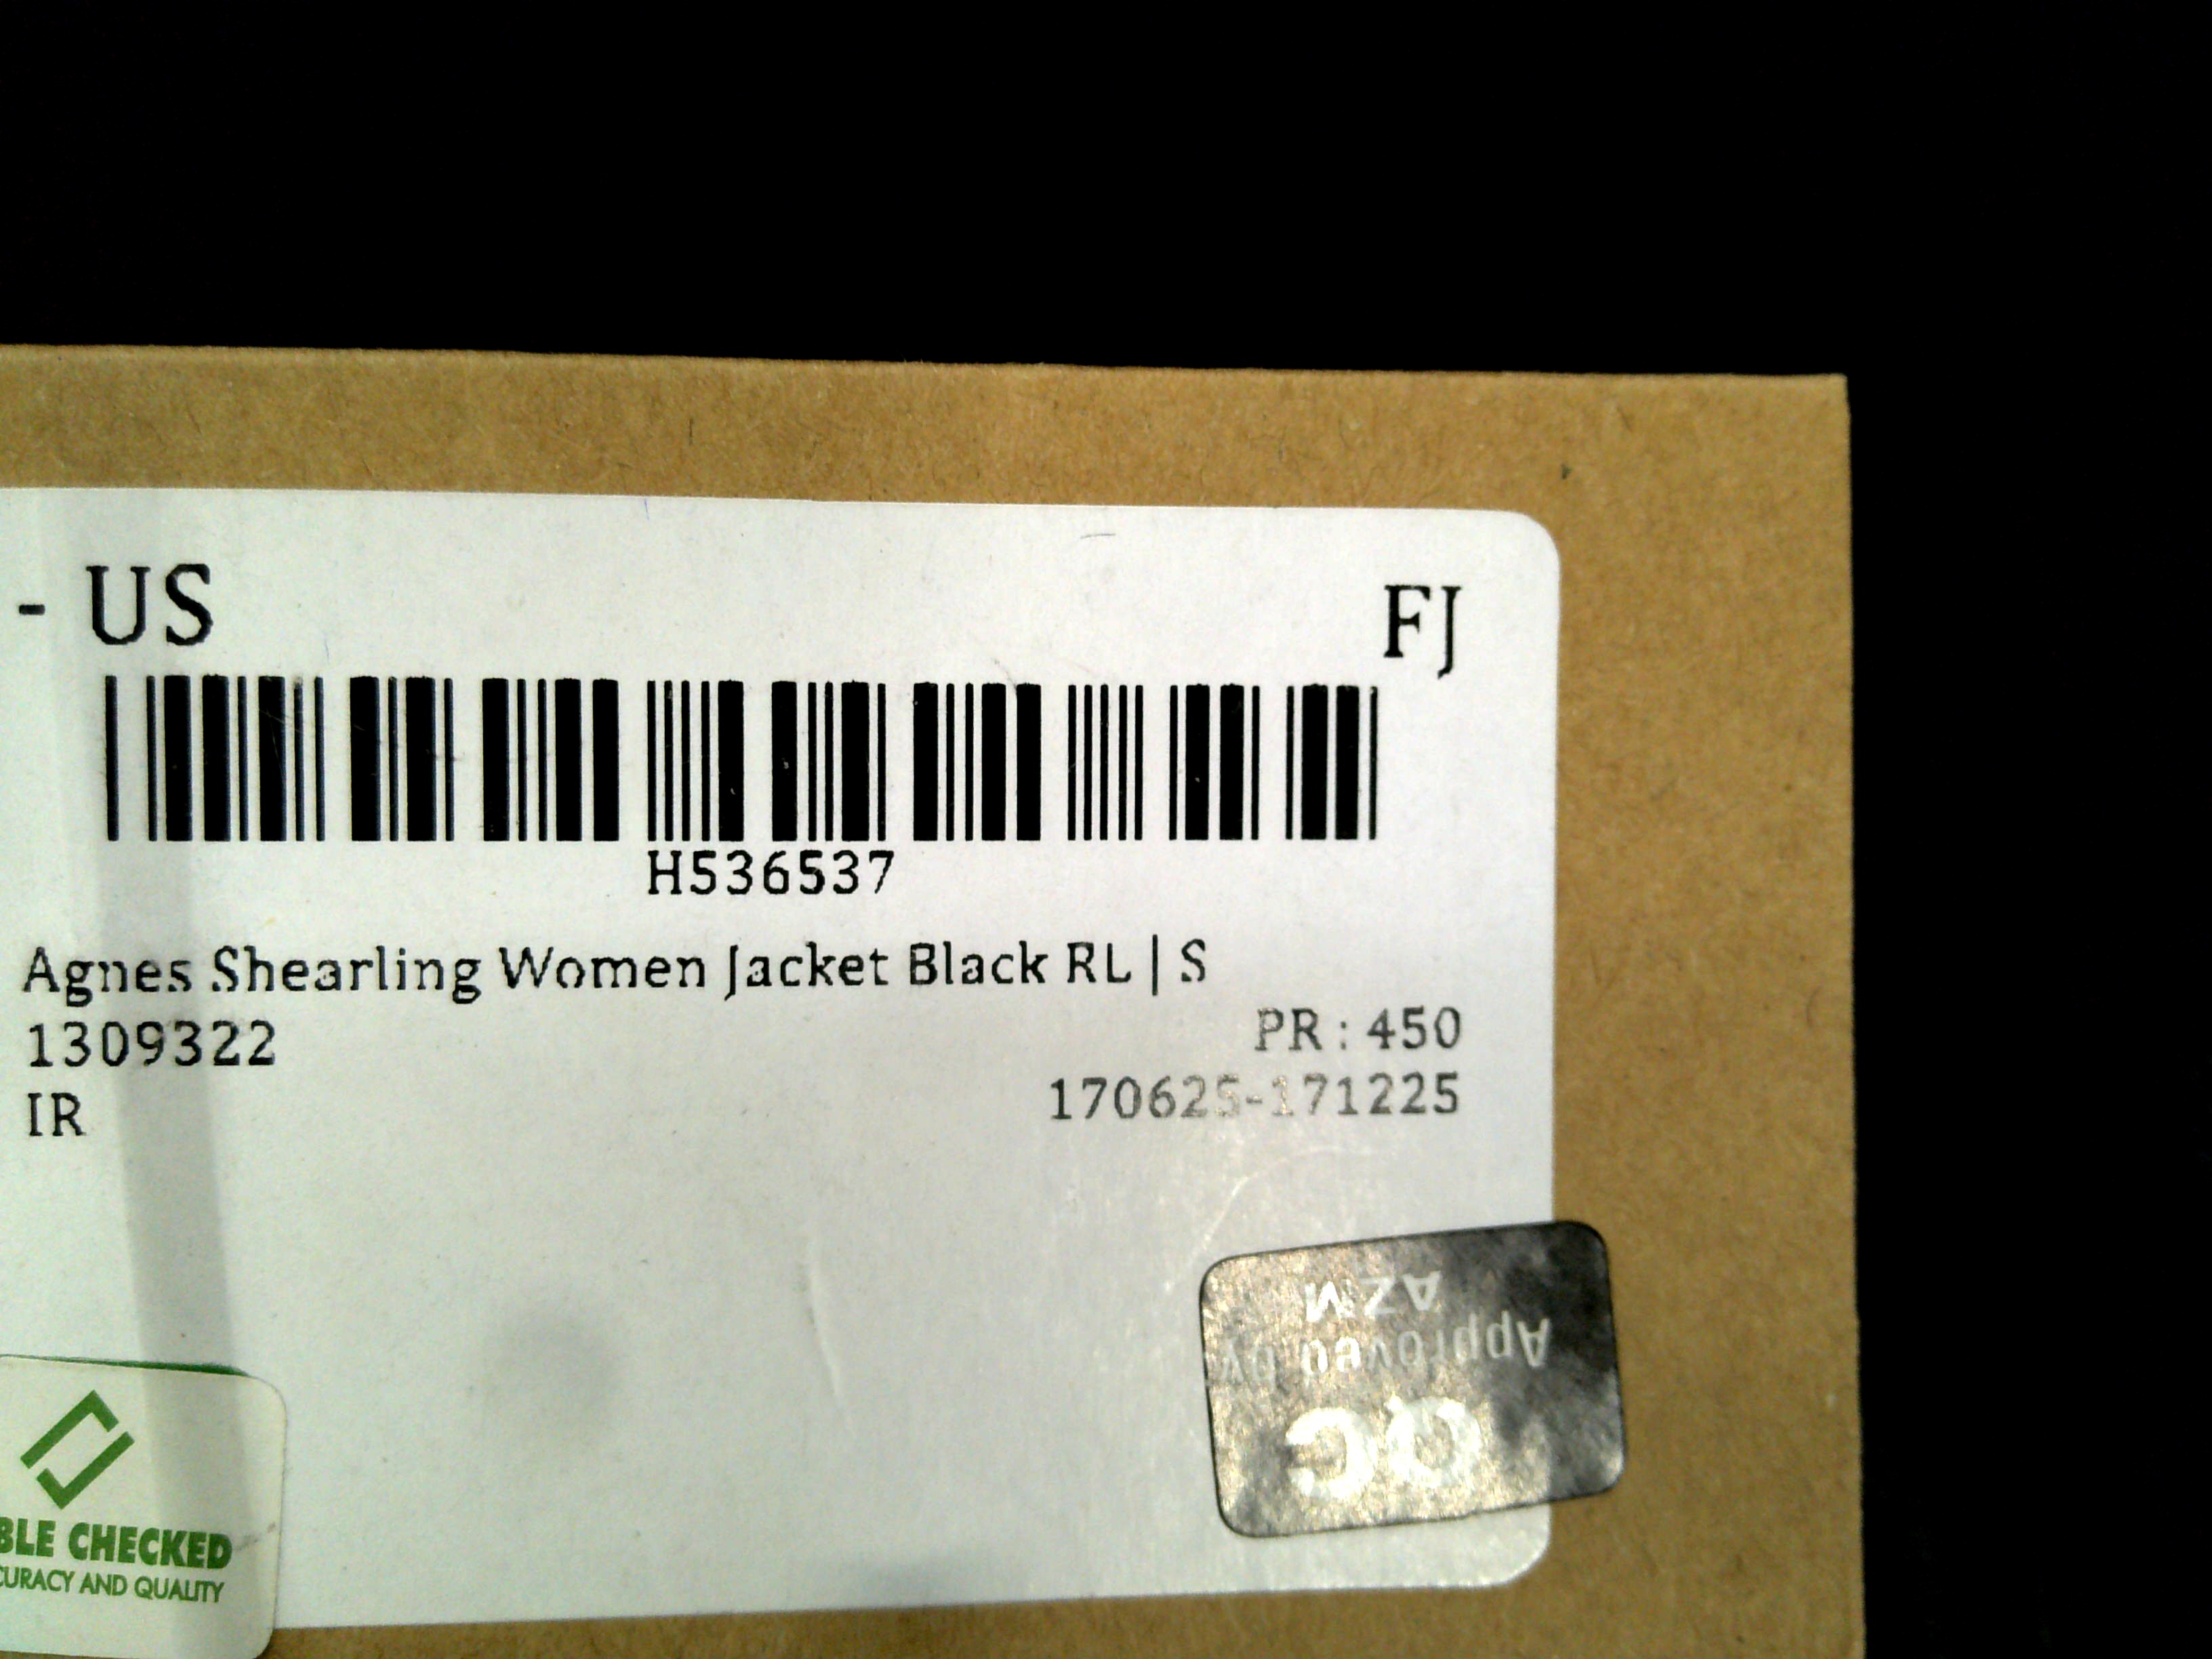 - US
FJ
H536537
Agnes Shearling Women Jacket Black RL | S
1309322
PR : 450
IR
170625-171225
QC
Approved by
AZM
BLE CHECKED
CURACY AND QUALITY